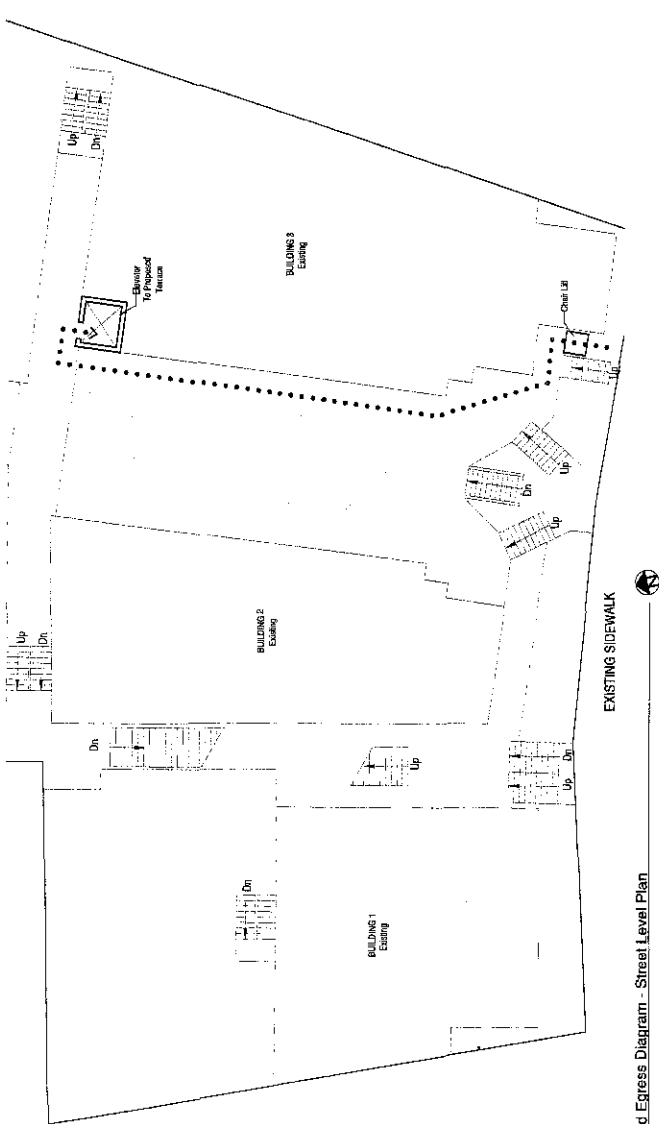 Up
Dn
Elevator
To Proposed
Terrace
BUILDING 3
Existing
Chair Lift
Up
Up
Dn
Up
BUILDING 2
Existing
Up
Dn
Dn
Up
Dn
Up
Dn
BUILDING 1
Existing
EXISTING SIDEWALK
N
d Egress Diagram - Street Level Plan